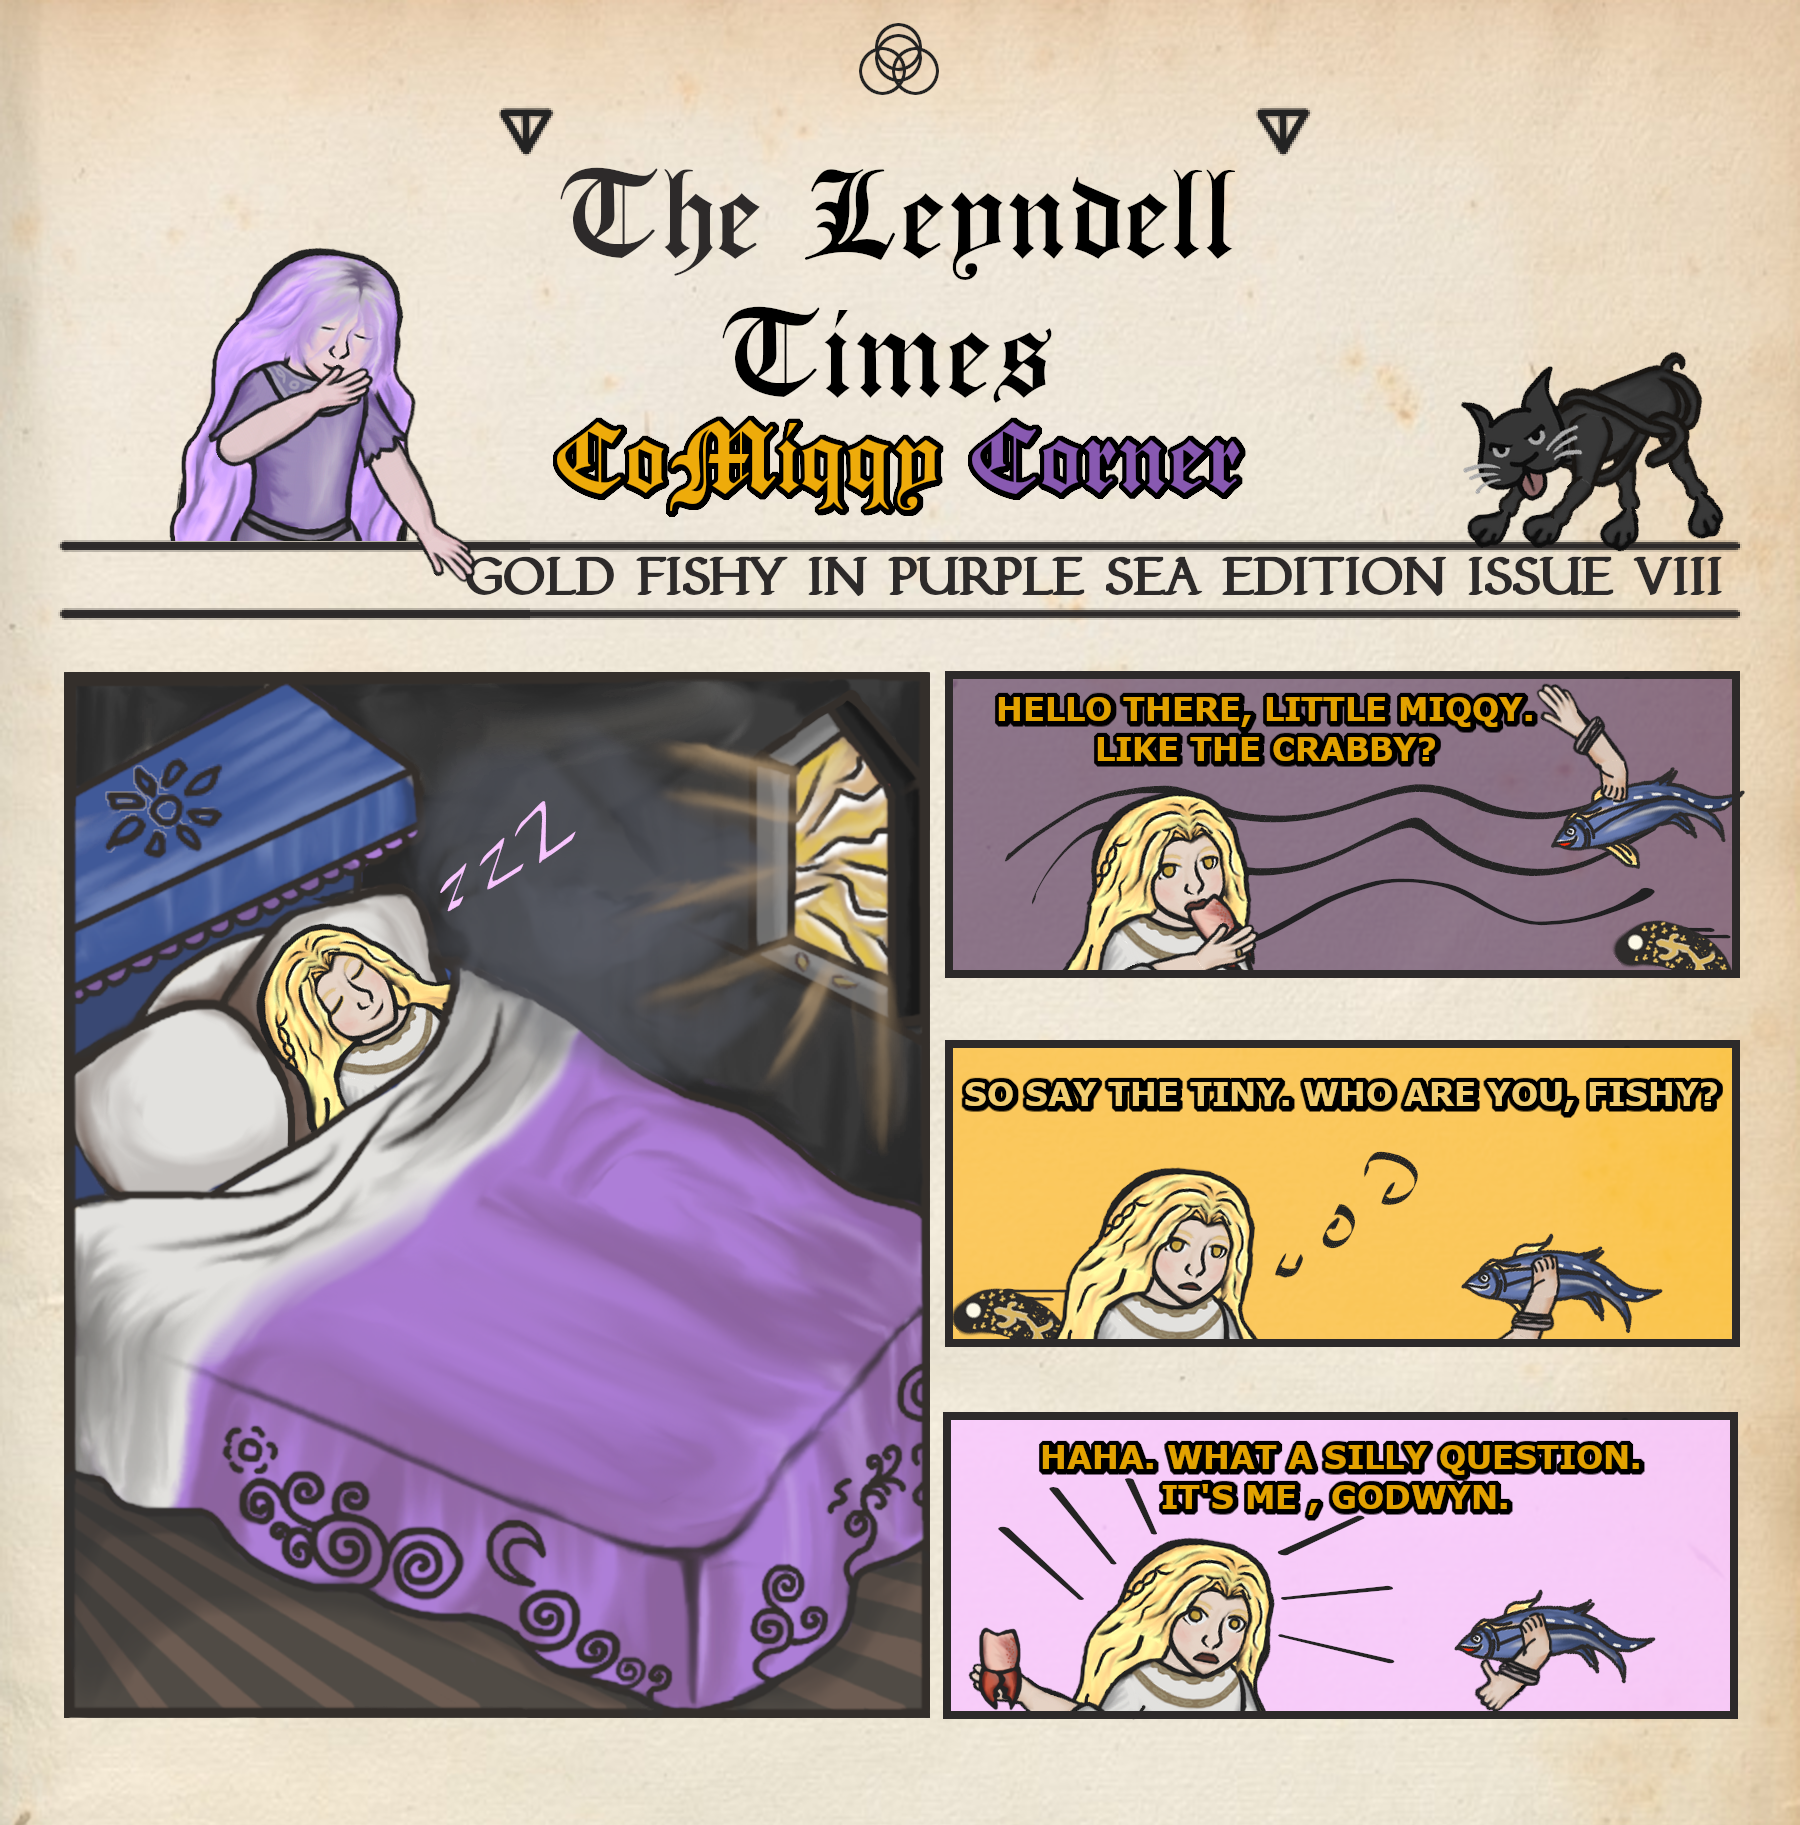 The Leyndell
Times
CoMiqqy Corner
GOLD FISHY IN PURPLE SEA EDITION ISSUE VIII
z z Z
HELLO THERE, LITTLE MIQQY.
LIKE THE CRABBY?
SO SAY THE TINY. WHO ARE YOU, FISHY?
HAHA. WHAT A SILLY QUESTION.
IT'S ME , GODWYN.